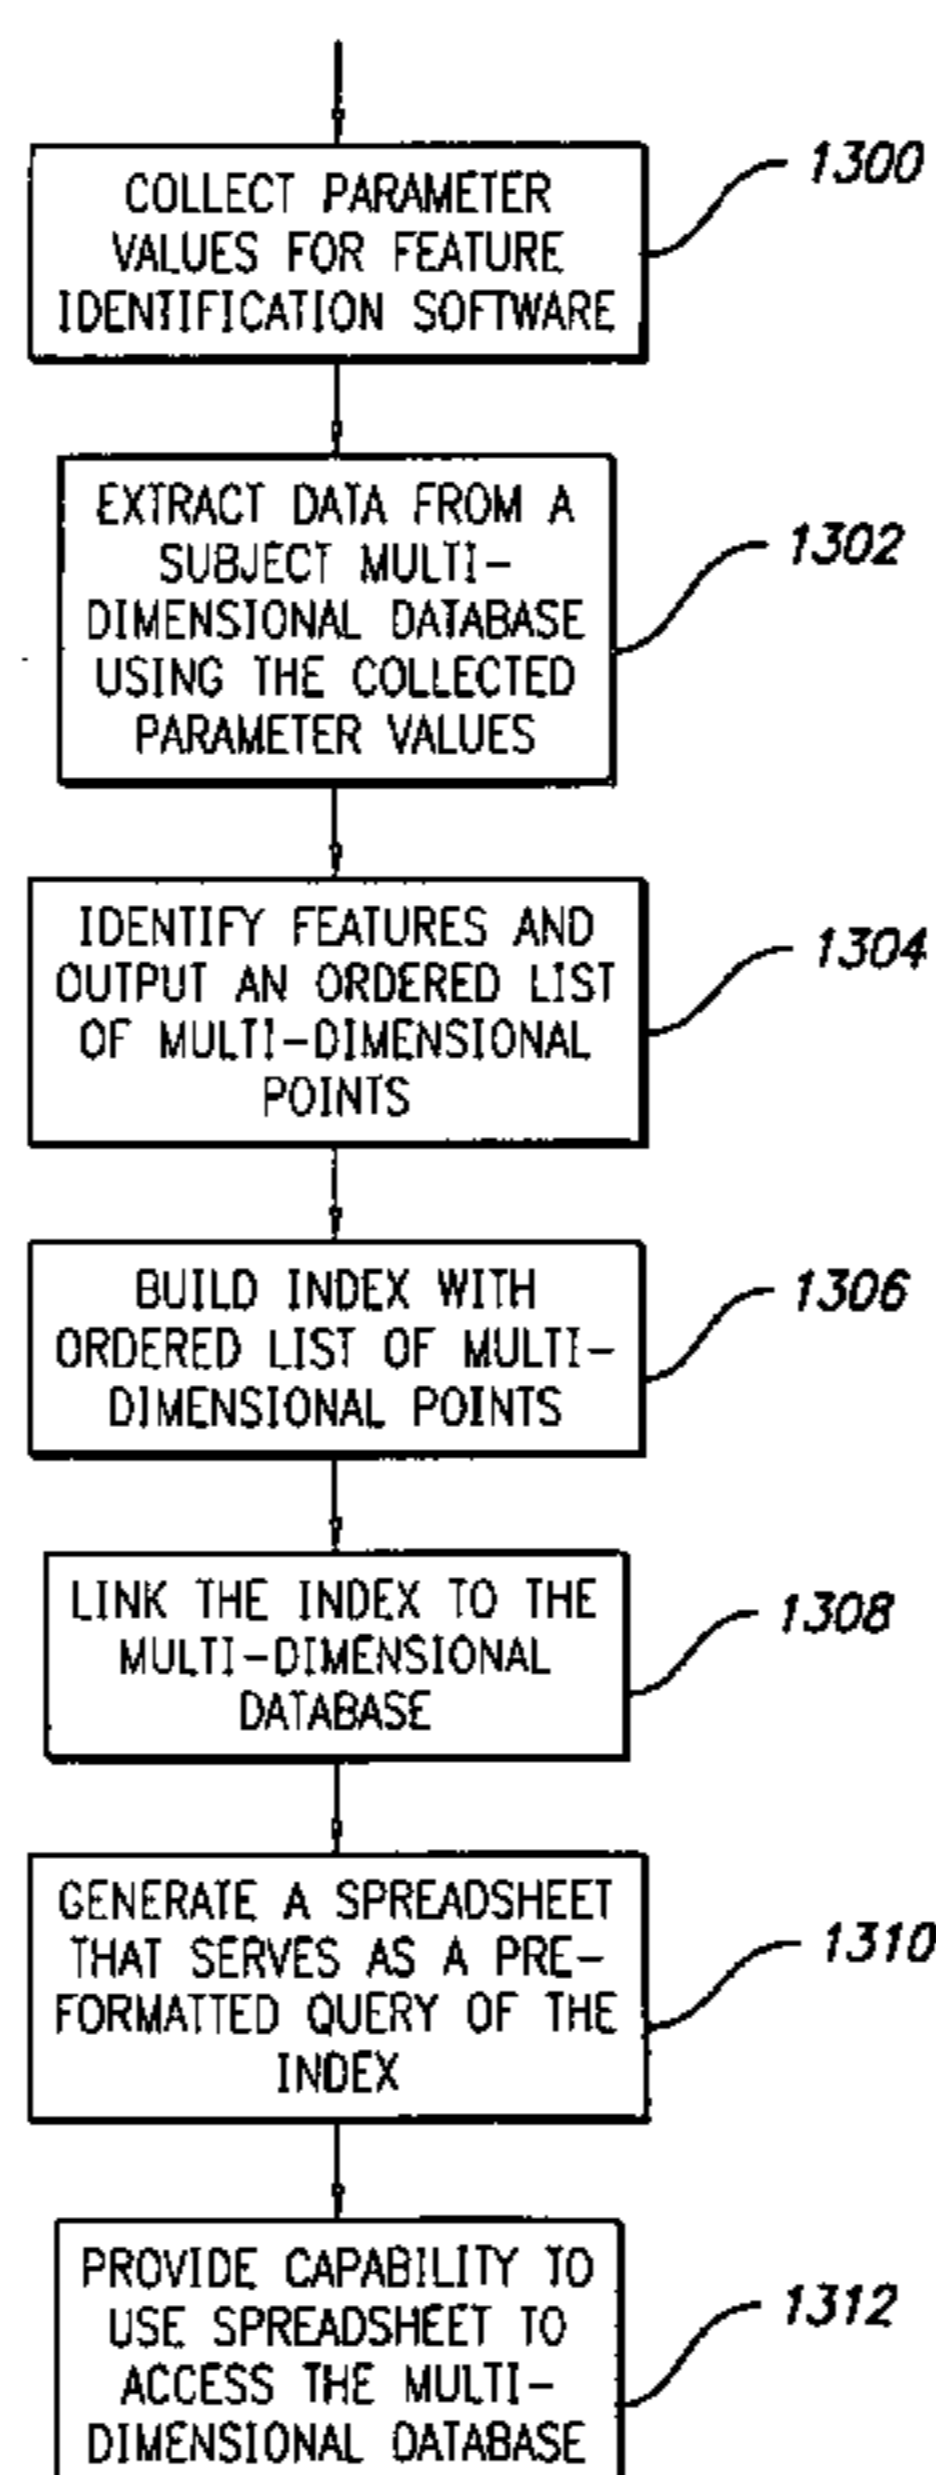 COLLECT PARAMETER
VALUES FOR FEATURE
IDENTIFICATION SOFTWARE
1300
EXTRACT DATA FROM A
SUBJECT MULTI-
DIMENSIONAL DATABASE
USING THE COLLECTED
PARAMETER VALUES
1302
IDENTIFY FEATURES AND
OUTPUT AN ORDERED LIST
OF MULTI-DIMENSIONAL
POINTS
1304
BUILD INDEX WITH
ORDERED LIST OF MULTI-
DIMENSIONAL POINTS
1306
LINK THE INDEX TO THE
MULTI-DIMENSIONAL
DATABASE
1308
GENERATE A SPREADSHEET
THAT SERVES AS A PRE-
FORMATTED QUERY OF THE
INDEX
1310
PROVIDE CAPABILITY TO
USE SPREADSHEET TO
ACCESS THE MULTI-
DIMENSIONAL DATABASE
1312